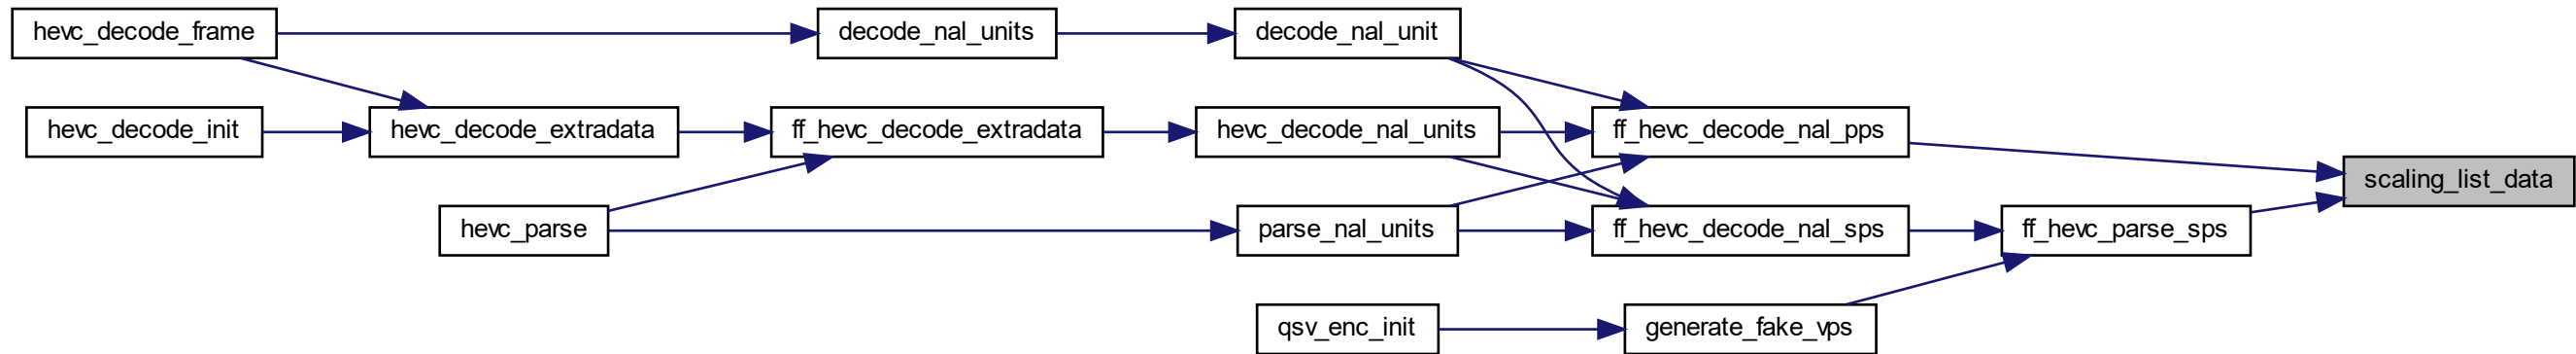 hevc_decode_frame
decode_nal_units
decode_nal_unit
hevc_decode_init
hevc_decode_extradata
ff_hevc_decode_extradata
hevc_decode_nal_units
ff_hevc_decode_nal_pps
scaling_list_data
hevc_parse
parse_nal_units
ff_hevc_decode_nal_sps
ff_hevc_parse_sps
qsv_enc_init
generate_fake_vps